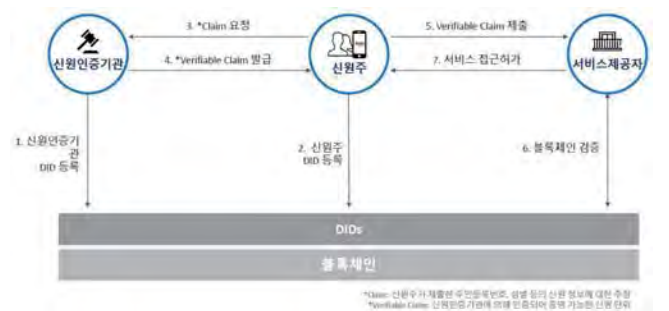 3. *Claim 요청
5. Verifiable Claim 제출
신원인증기관
4. *Verifiable Claim 발급
신원주
7. 서비스 접근허가
서비스제공자
1. 신원인증기
관
DID 등록
2. 신원주
DID 등록
6. 블록체인 검증
DIDs
블록체인
*Claim: 신원주가 제출한 주민등록번호, 성별 등의 신원 정보에 대한 주장
*Verifiable Claim: 신원인증기관에 의해 인증되어 증명 가능한 신원 단위